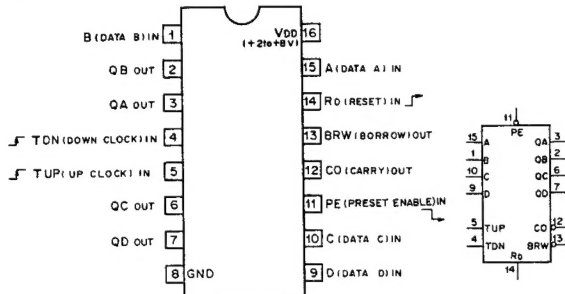 B(DATA B)IN 1
QB OUT 2
QA OUT 3
TDN(DOWN CLOCK)IN 4
TUP(UP CLOCK) IN 5
QC OUT 6
QD OUT 7
8 GND
VDD 16
(+2to+8V)
15 A(DATA A) IN
14 RD(RESET)IN
13 BRW(BORROW)OUT
12 CO(CARRY)OUT
11 PE(PRESET ENABLE)IN
10 C(DATA C)IN
9 D(DATA D)IN
11
PE
15 A QA 3
1 B QB 2
10 C QC 6
9 D QD 7
5 TUP CO 12
4 TDN BRW 13
RD
14